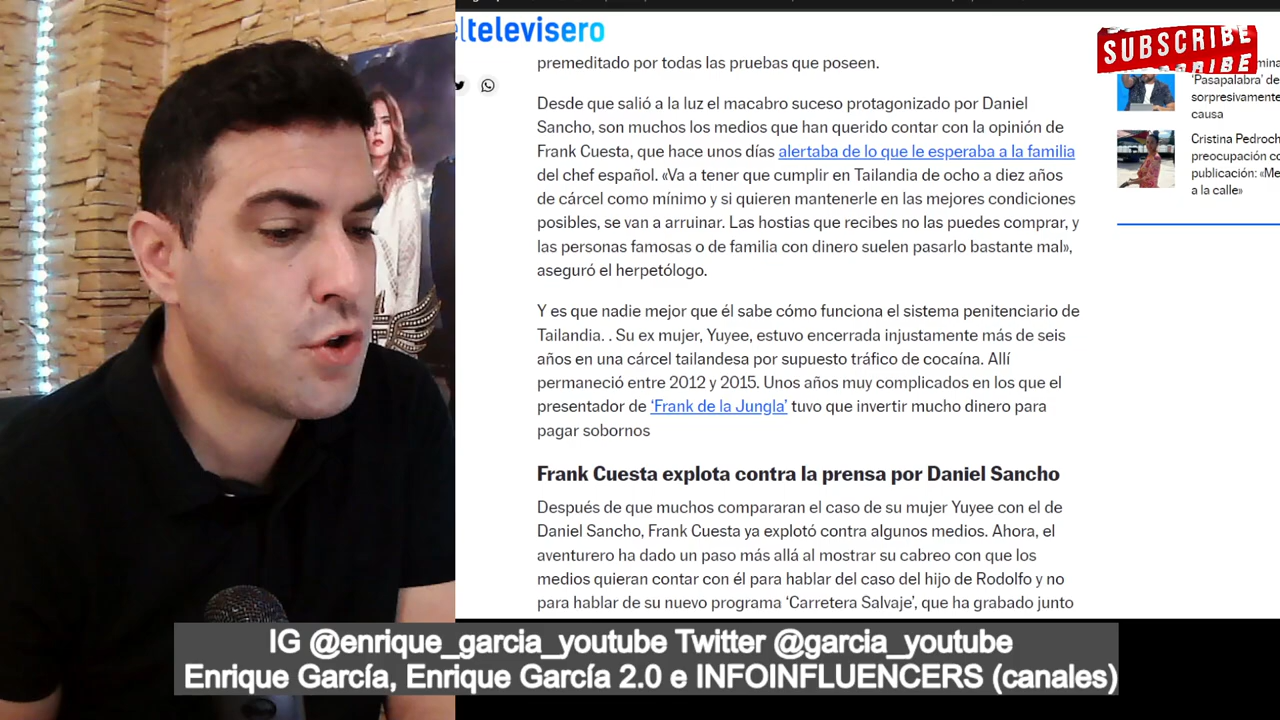 eltelevisero
premeditado por todas las pruebas que poseen.
Desde que salió a la luz el macabro suceso protagonizado por Daniel
Sancho, son muchos los medios que han querido contar con la opinión de
Frank Cuesta, que hace unos días alertaba de lo que le esperaba a la familia
del chef español. «Va a tener que cumplir en Tailandia de ocho a diez años
de cárcel como mínimo y si quieren mantenerle en las mejores condiciones
posibles, se van a arruinar. Las hostias que recibes no las puedes comprar, y
las personas famosas o de familia con dinero suelen pasarlo bastante mal»,
aseguró el herpetólogo.
Y es que nadie mejor que él sabe cómo funciona el sistema penitenciario de
Tailandia. . Su ex mujer, Yuyee, estuvo encerrada injustamente más de seis
años en una cárcel tailandesa por supuesto tráfico de cocaína. Allí
permaneció entre 2012 y 2015. Unos años muy complicados en los que el
presentador de ‘Frank de la Jungla’ tuvo que invertir mucho dinero para
pagar sobornos
Frank Cuesta explota contra la prensa por Daniel Sancho
Después de que muchos compararan el caso de su mujer Yuyee con el de
Daniel Sancho, Frank Cuesta ya explotó contra algunos medios. Ahora, el
aventurero ha dado un paso más allá al mostrar su cabreo con que los
medios quieran contar con él para hablar del caso del hijo de Rodolfo y no
para hablar de su nuevo programa ‘Carretera Salvaje’, que ha grabado junto
SUBSCRIBE
‘Pasapalabra’ de
sorpresivamente
causa
Cristina Pedroch
preocupación co
publicación: «Me
a la calle»
IG @enrique_garcia_youtube Twitter @garcia_youtube
Enrique García, Enrique García 2.0 e INFOINFLUENCERS (canales)